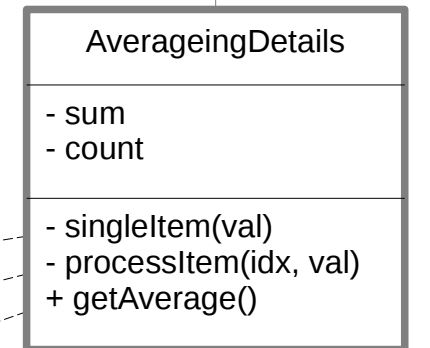 AverageingDetails
- sum
- count
- singleItem(val)
- processItem(idx, val)
+ getAverage()